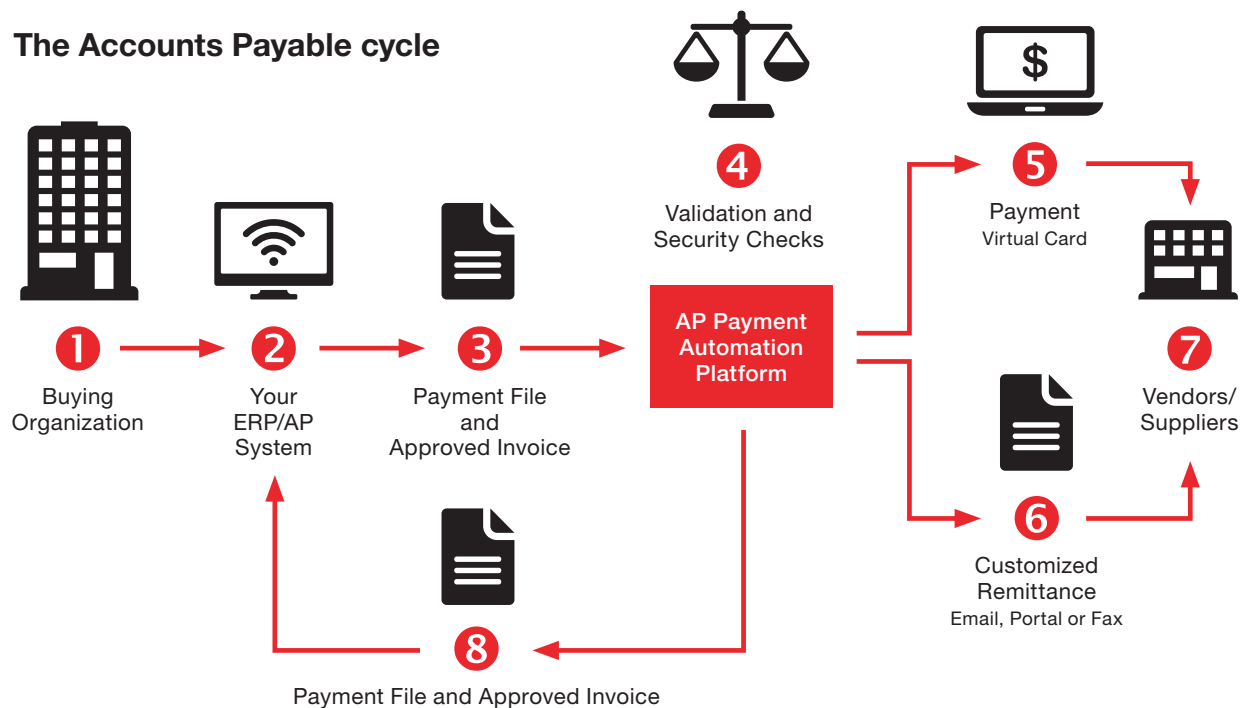 The Accounts Payable cycle
1
Buying
Organization
2
Your
ERP/AP
System
3
Payment File
and
Approved Invoice
4
Validation and
Security Checks
AP Payment
Automation
Platform
$
5
Payment
Virtual Card
6
Customized
Remittance
Email, Portal or Fax
7
Vendors/
Suppliers
8
Payment File and Approved Invoice